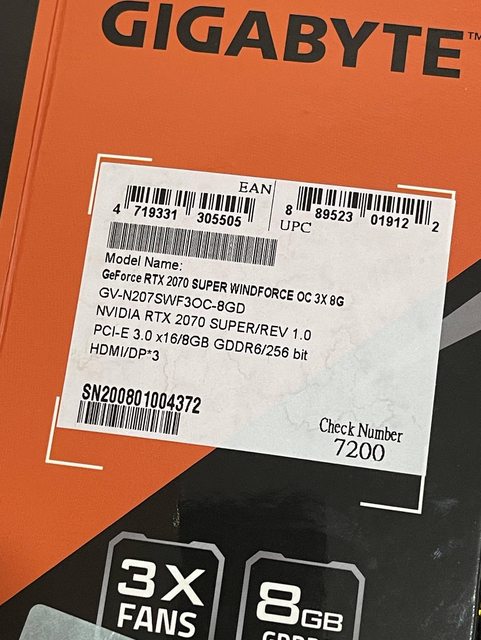 GIGABYTE™
EAN
4 719331 305505
8 89523 01912 2
UPC
Model Name:
GeForce RTX 2070 SUPER WINDFORCE OC 3X 8G
GV-N207SWF3OC-8GD
NVIDIA RTX 2070 SUPER/REV 1.0
PCI-E 3.0 x16/8GB GDDR6/256 bit
HDMI/DP*3
SN200801004372
Check Number
7200
3X
FANS
8GB